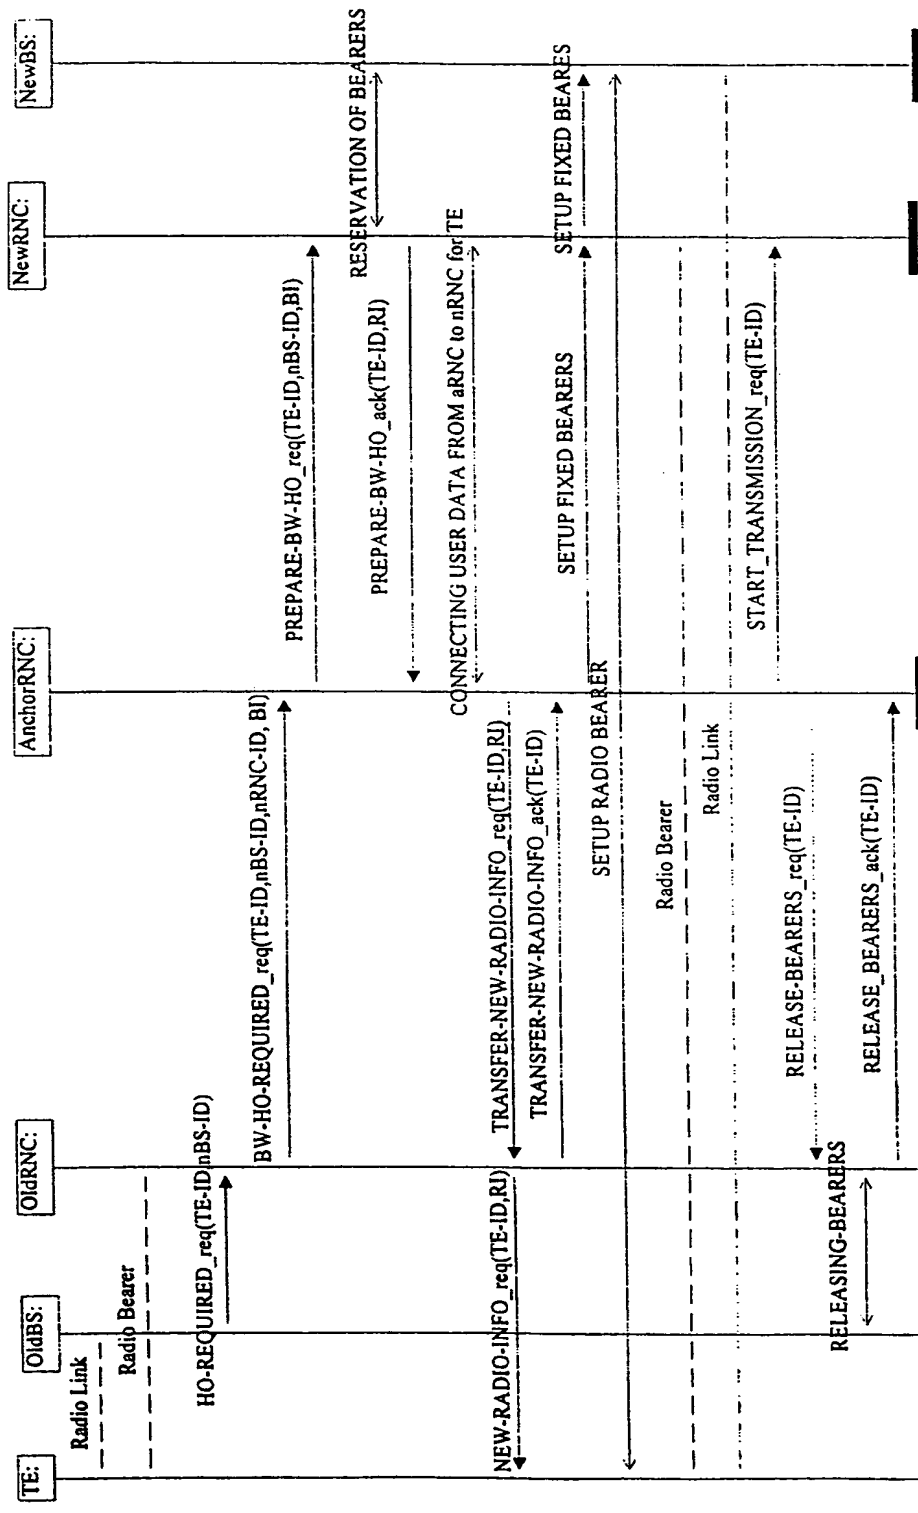 TE:
OldBS:
OldRNC:
AnchorRNC:
NewRNC:
NewBS:
Radio Link
Radio Bearer
HO-REQUIRED_req(TE-ID,nBS-ID)
BW-HO-REQUIRED_req(TE-ID,nBS-ID,nRNC-ID, BI)
PREPARE-BW-HO_req(TE-ID,nBS-ID,BI)
RESERVATION OF BEARERS
PREPARE-BW-HO_ack(TE-ID,RI)
CONNECTING USER DATA FROM aRNC to nRNC for TE
TRANSFER-NEW-RADIO-INFO_req(TE-ID,RI)
NEW-RADIO-INFO_req(TE-ID,RI)
TRANSFER-NEW-RADIO-INFO_ack(TE-ID)
SETUP FIXED BEARERS
SETUP FIXED BEARES
SETUP RADIO BEARER
Radio Bearer
Radio Link
START_TRANSMISSION_req(TE-ID)
RELEASE-BEARERS_req(TE-ID)
RELEASING-BEARERS
RELEASE_BEARERS_ack(TE-ID)